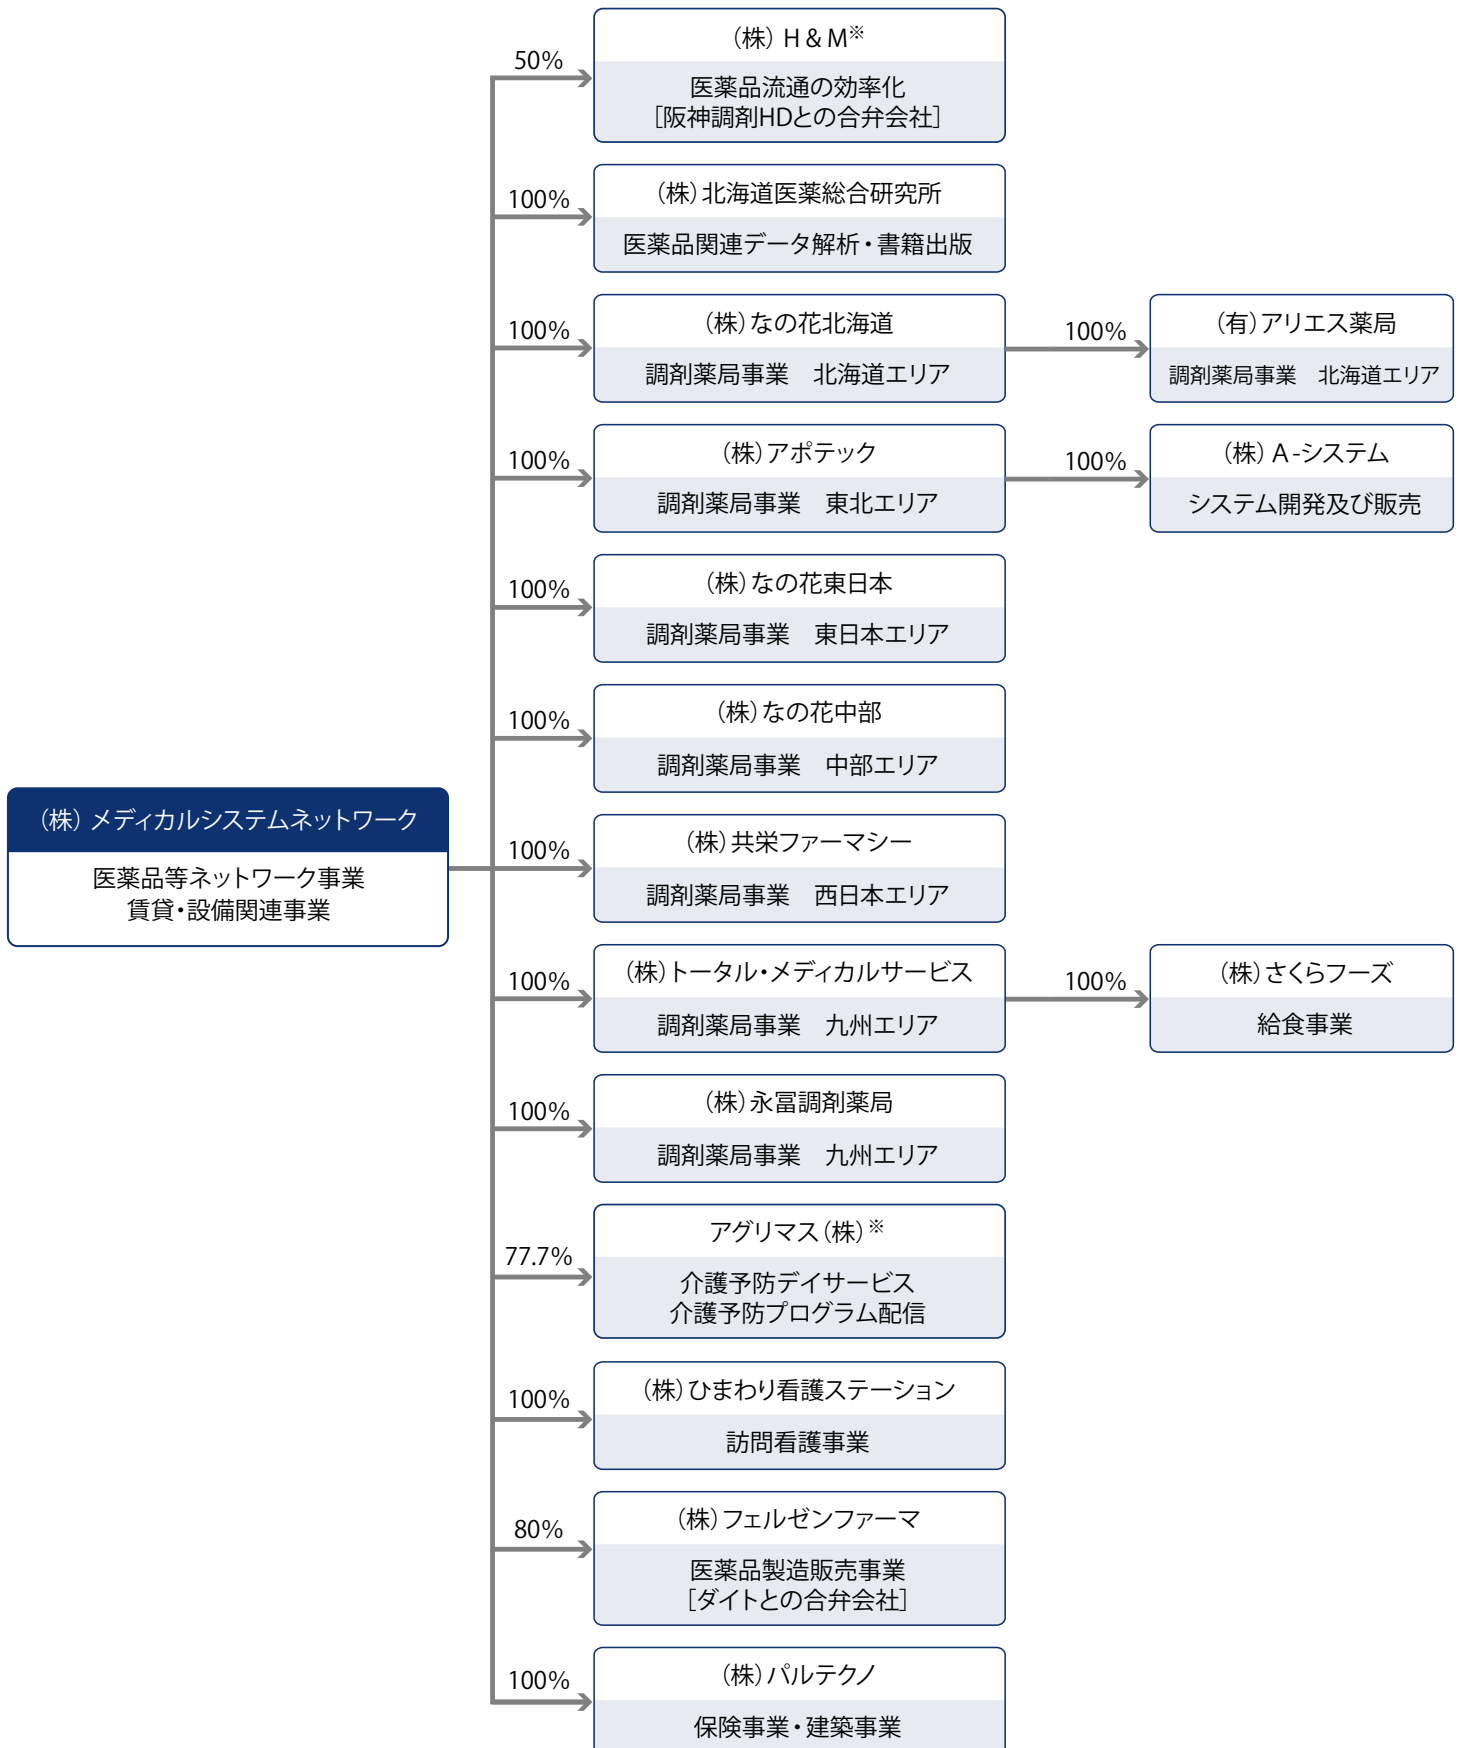 (株)メディカルシステムネットワーク
医薬品等ネットワーク事業
賃貸・設備関連事業
50%
(株)H&M※
医薬品流通の効率化
[阪神調剤HDとの合弁会社]
100%
(株)北海道医薬総合研究所
医薬品関連データ解析・書籍出版
100%
(株)なの花北海道
調剤薬局事業　北海道エリア
100%
(有)アリエス薬局
調剤薬局事業　北海道エリア
100%
(株)アポテック
調剤薬局事業　東北エリア
100%
(株)A-システム
システム開発及び販売
100%
(株)なの花東日本
調剤薬局事業　東日本エリア
100%
(株)なの花中部
調剤薬局事業　中部エリア
100%
(株)共栄ファーマシー
調剤薬局事業　西日本エリア
100%
(株)トータル・メディカルサービス
調剤薬局事業　九州エリア
100%
(株)さくらフーズ
給食事業
100%
(株)永冨調剤薬局
調剤薬局事業　九州エリア
77.7%
アグリマス(株)※
介護予防デイサービス
介護予防プログラム配信
100%
(株)ひまわり看護ステーション
訪問看護事業
80%
(株)フェルゼンファーマ
医薬品製造販売事業
[ダイトとの合弁会社]
100%
(株)パルテクノ
保険事業・建築事業